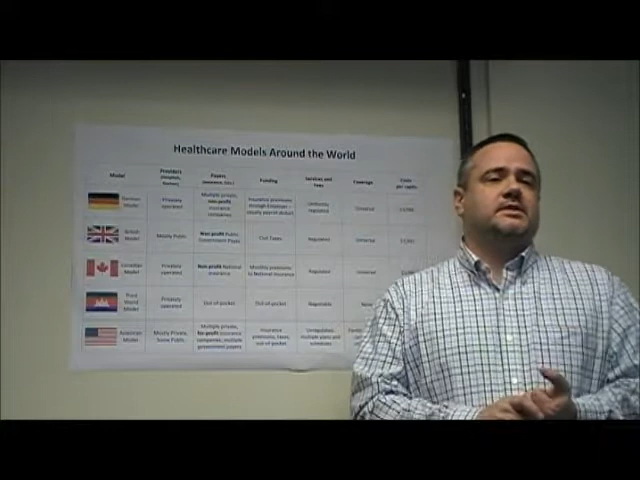 Healthcare Models Around the World
Model Providers (Hospitals, Doctors) Payers Funding Services and Fees Coverage Costs per capita
German Model
Privately operated
Multiple private, non-profit insurance companies
Insurance premiums through Employer - usually payroll deduct
Uniformly regulated
Universal
British Model
Mostly Public
Non-profit Public Government Payer
Civil Taxes
Regulated
Universal
Canadian Model
Privately operated
Non-profit National Insurance
Monthly premiums to National Insurance
Regulated
Universal
Third World Model
Privately operated
Out-of-pocket
Out-of-pocket
Negotiable
None
American Model
Mostly Private, Some Public
Multiple private, for-profit insurance companies, multiple government payers
Insurance premiums, taxes, out-of-pocket
Unregulated, multiple plans and